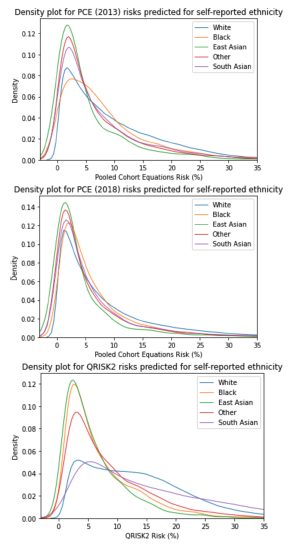 Density plot for PCE (2013) risks predicted for self-reported ethnicity
0.12
0.10
0.08
0.06
0.04
0.02
0.00
Density
White
Black
East Asian
Other
South Asian
0 5 10 15 20 25 30 35
Pooled Cohort Equations Risk (%)
Density plot for PCE (2018) risks predicted for self-reported ethnicity
0.14
0.12
0.10
0.08
0.06
0.04
0.02
0.00
Density
White
Black
East Asian
Other
South Asian
0 5 10 15 20 25 30 35
Pooled Cohort Equations Risk (%)
Density plot for QRISK2 risks predicted for self-reported ethnicity
0.12
0.10
0.08
0.06
0.04
0.02
0.00
Density
White
Black
East Asian
Other
South Asian
0 5 10 15 20 25 30 35
QRISK2 Risk (%)